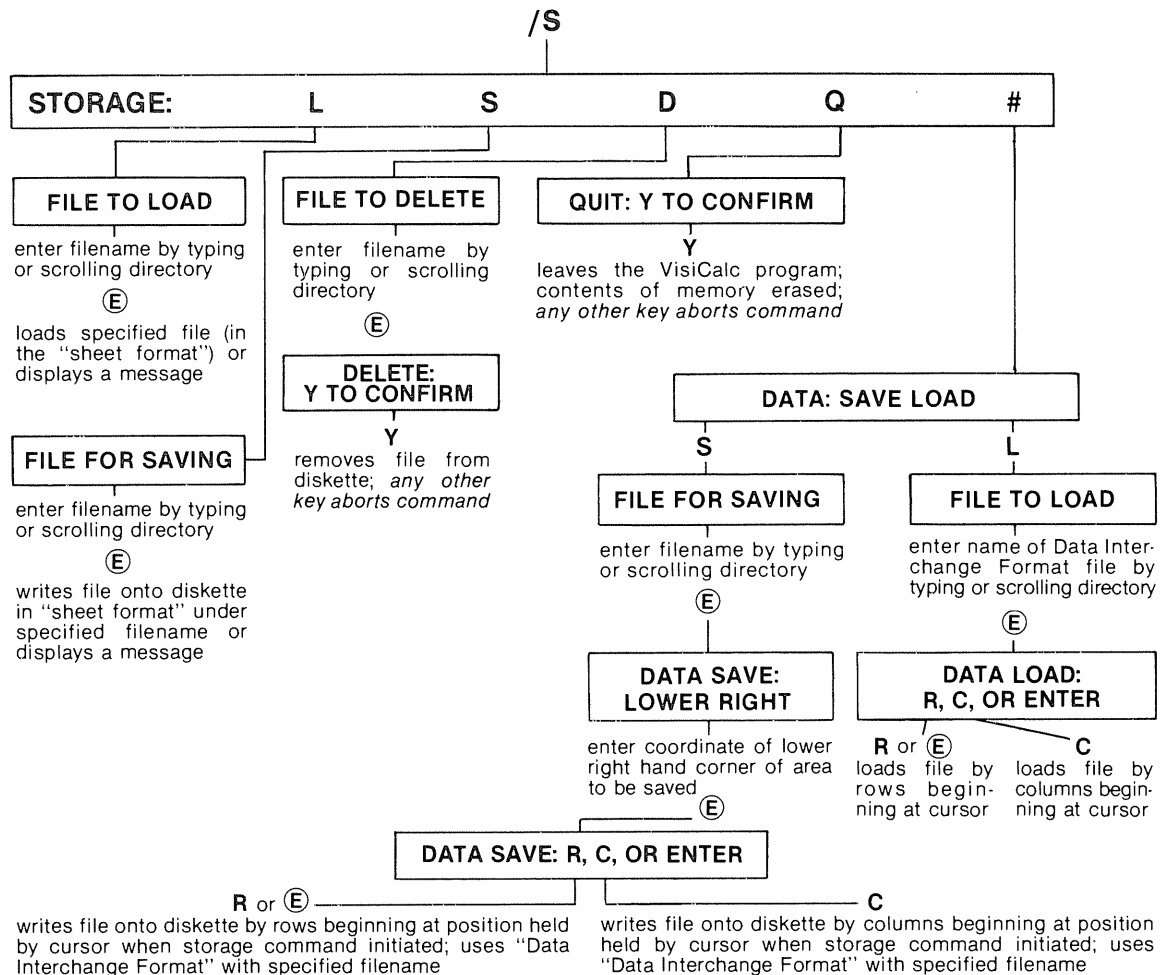 /S
STORAGE: L S D Q #
FILE TO LOAD
enter filename by typing
or scrolling directory
Ⓔ
loads specified file (in
the "sheet format") or
displays a message
FILE FOR SAVING
enter filename by typing
or scrolling directory
Ⓔ
writes file onto diskette
in "sheet format" under
specified filename or
displays a message
FILE TO DELETE
enter filename by
typing or scrolling
directory
Ⓔ
DELETE:
Y TO CONFIRM
Y
removes file from
diskette; any other
key aborts command
QUIT: Y TO CONFIRM
Y
leaves the VisiCalc program;
contents of memory erased;
any other key aborts command
DATA: SAVE LOAD
S
FILE FOR SAVING
enter filename by typing
or scrolling directory
Ⓔ
DATA SAVE:
LOWER RIGHT
enter coordinate of lower
right hand corner of area
to be saved
Ⓔ
L
FILE TO LOAD
enter name of Data Inter-
change Format file by
typing or scrolling directory
Ⓔ
DATA LOAD:
R, C, OR ENTER
R or Ⓔ
loads file by
rows begin-
ning at cursor
C
loads file by
columns begin-
ning at cursor
DATA SAVE: R, C, OR ENTER
R or Ⓔ
writes file onto diskette by rows beginning at position held
by cursor when storage command initiated; uses "Data
Interchange Format" with specified filename
C
writes file onto diskette by columns beginning at position
held by cursor when storage command initiated; uses
"Data Interchange Format" with specified filename